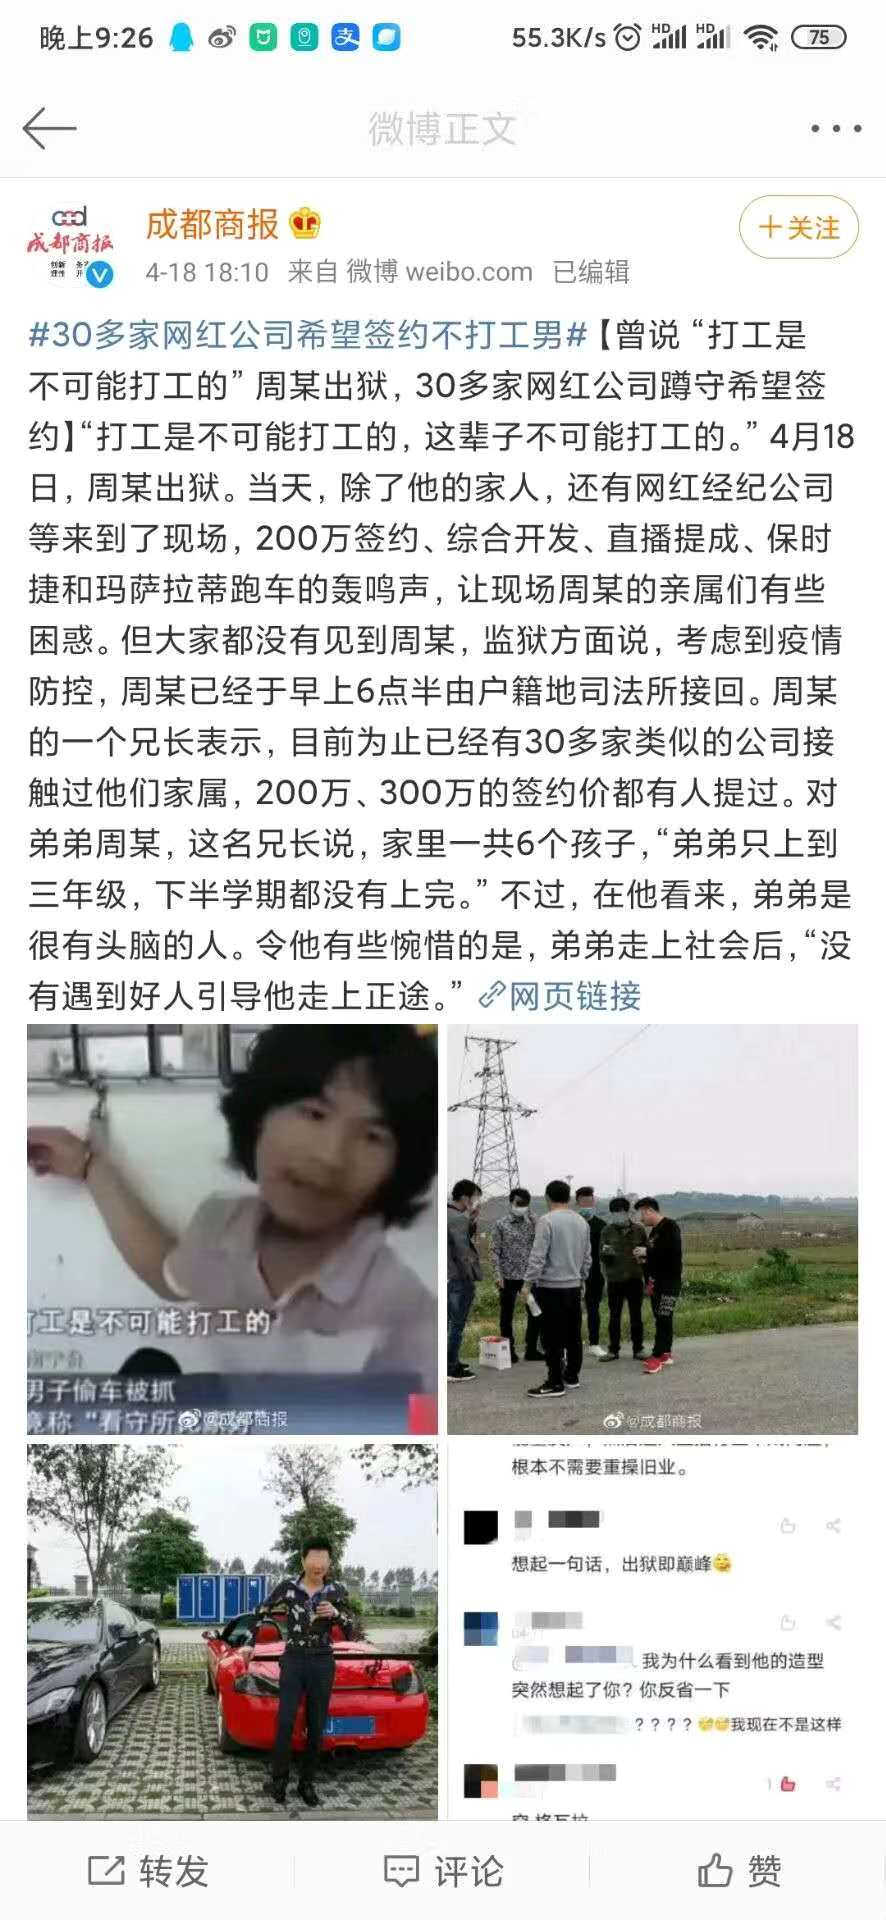 晚上9:26
55.3K/s
HD
HD
75
微博正文
成都商报
成都商报
4-18 18:10 来自 微博 weibo.com 已编辑
+关注
#30多家网红公司希望签约不打工男#【曾说“打工是
不可能打工的”周某出狱，30多家网红公司蹲守希望签
约】“打工是不可能打工的，这辈子不可能打工的。”4月18
日，周某出狱。当天，除了他的家人，还有网红经纪公司
等来到了现场，200万签约、综合开发、直播提成、保时
捷和玛萨拉蒂跑车的轰鸣声，让现场周某的亲属们有些
困惑。但大家都没有见到周某，监狱方面说，考虑到疫情
防控，周某已经于早上6点半由户籍地司法所接回。周某
的一个兄长表示，目前为止已经有30多家类似的公司接
触过他们家属，200万、300万的签约价都有人提过。对
弟弟周某，这名兄长说，家里一共6个孩子，“弟弟只上到
三年级，下半学期都没有上完。”不过，在他看来，弟弟是
很有头脑的人。令他有些惋惜的是，弟弟走上社会后，“没
有遇到好人引导他走上正途。”网页链接
打工是不可能打工的
男子偷车被抓
竟称“看守所
@成都商报
@成都商报
根本不需要重操旧业。
想起一句话，出狱即巅峰
我为什么看到他的造型
突然想起了你？你反省一下
？？？？我现在不是这样
1
转发
评论
赞